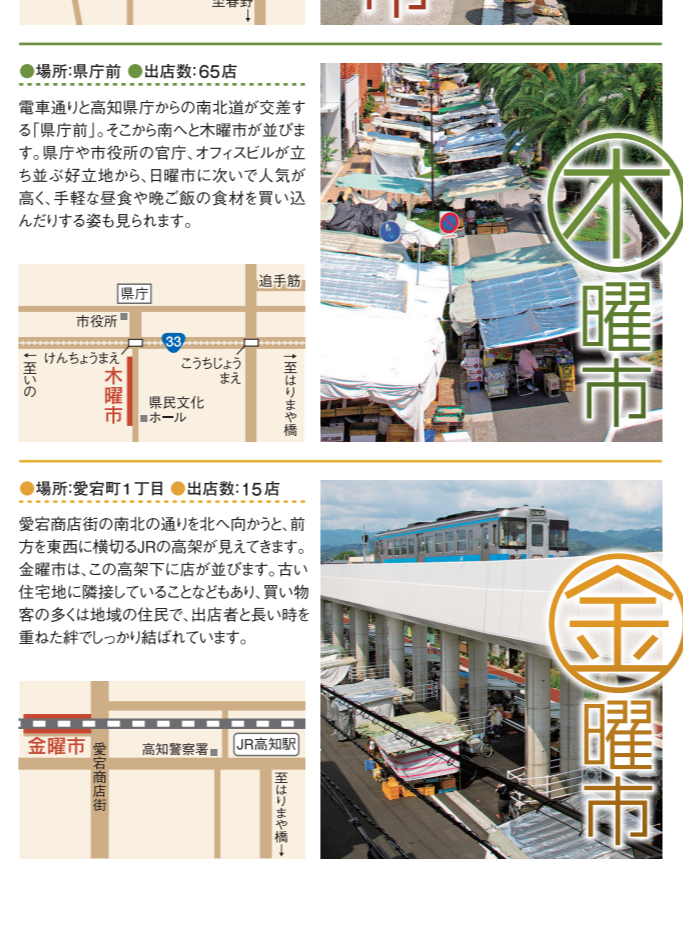 至春野
↓
市
●場所:県庁前 ●出店数:65店
電車通りと高知県庁からの南北道が交差す
る「県庁前」。そこから南へと木曜市が並びま
す。県庁や市役所の官庁、オフィスビルが立
ち並ぶ好立地から、日曜市に次いで人気が
高く、手軽な昼食や晩ご飯の食材を買い込
んだりする姿も見られます。
木曜市
追手筋
県庁
市役所
33
けんちょうまえ
こうちじょう
まえ
←至いの
木曜市
県民文化
ホール
→至はりまや橋
●場所:愛宕町1丁目 ●出店数:15店
愛宕商店街の南北の通りを北へ向かうと、前
方を東西に横切るJRの高架が見えてきます。
金曜市は、この高架下に店が並びます。古い
住宅地に隣接していることなどもあり、買い物
客の多くは地域の住民で、出店者と長い時を
重ねた絆でしっかり結ばれています。
金曜市
金曜市
愛宕商店街
高知警察署
JR高知駅
至はりまや橋→